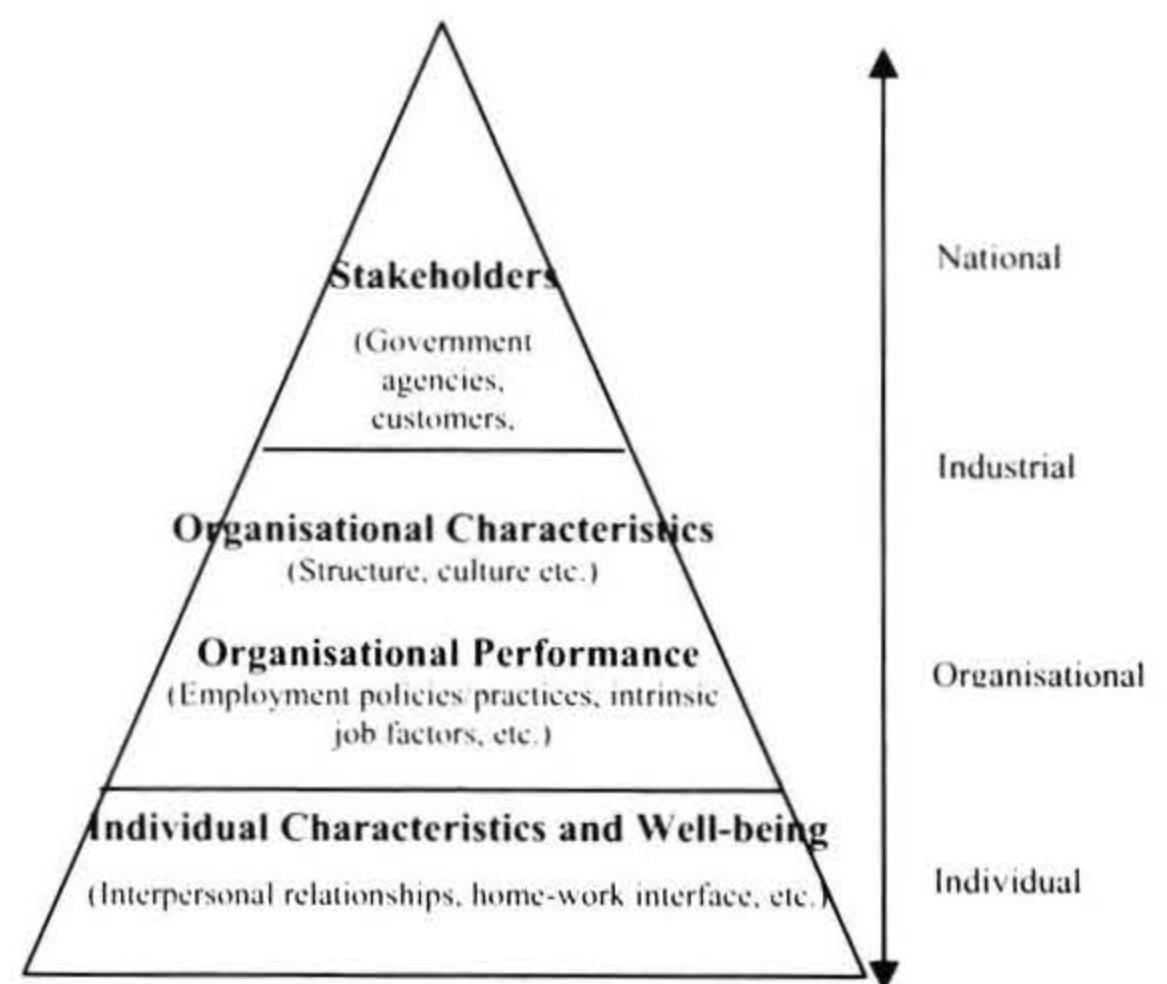 Stakeholders
(Government
agencies,
customers,
Organisational Characteristics
(Structure, culture etc.)
Organisational Performance
(Employment policies practices, intrinsic
job factors, etc.)
Individual Characteristics and Well-being
(Interpersonal relationships, home-work interface, etc.)
National
Industrial
Organisational
Individual